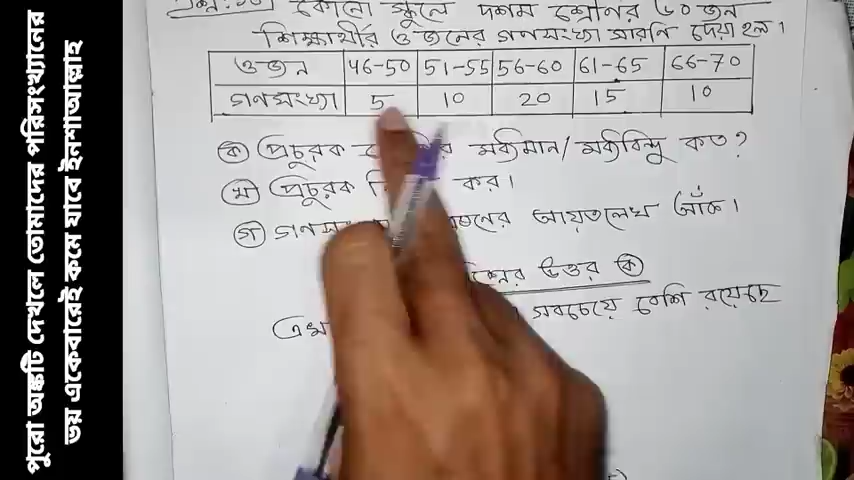 পুরো অঙ্কটি দেখলে তোমাদের পরিসংখ্যানের
ভয় একেবারেই কমে যাবে ইনশাআল্লাহ
কোনো স্কুলে দশম শ্রেণির ৬০ জন
শিক্ষার্থীর ওজনের গণসংখ্যা সারণি দেয়া হল।
ওজন 46-50 51-55 56-60 61-65 66-70
গণসংখ্যা 5 10 20 15 10
ক প্রচুরক মধ্যমান/মধ্যবিন্দু কত?
খ প্রচুরক কর।
গ আয়তলেখ আঁক।
উত্তর ক
সবচেয়ে বেশি রয়েছে